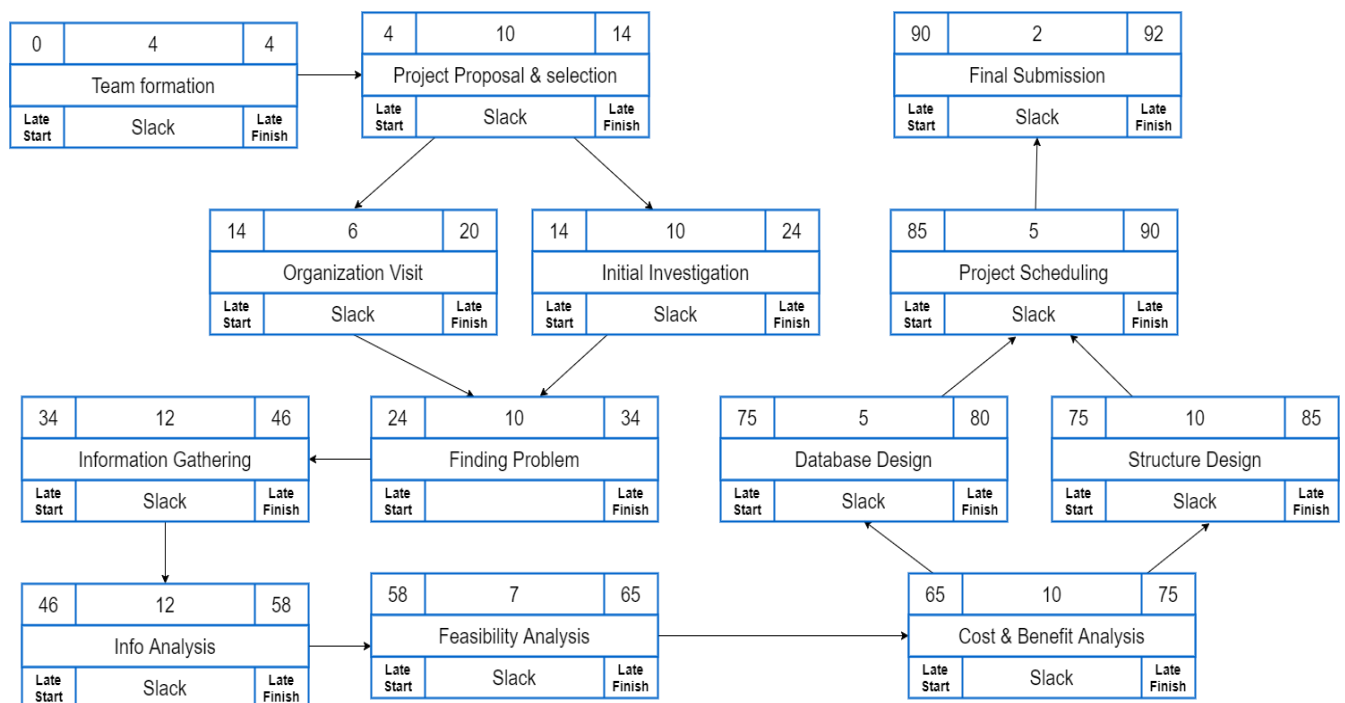 0 4 4
Team formation
Late Start Slack Late Finish
4 10 14
Project Proposal & selection
Late Start Slack Late Finish
90 2 92
Final Submission
Late Start Slack Late Finish
14 6 20
Organization Visit
Late Start Slack Late Finish
14 10 24
Initial Investigation
Late Start Slack Late Finish
85 5 90
Project Scheduling
Late Start Slack Late Finish
34 12 46
Information Gathering
Late Start Slack Late Finish
24 10 34
Finding Problem
Late Start Late Finish
75 5 80
Database Design
Late Start Slack Late Finish
75 10 85
Structure Design
Late Start Slack Late Finish
46 12 58
Info Analysis
Late Start Slack Late Finish
58 7 65
Feasibility Analysis
Late Start Slack Late Finish
65 10 75
Cost & Benefit Analysis
Late Start Slack Late Finish